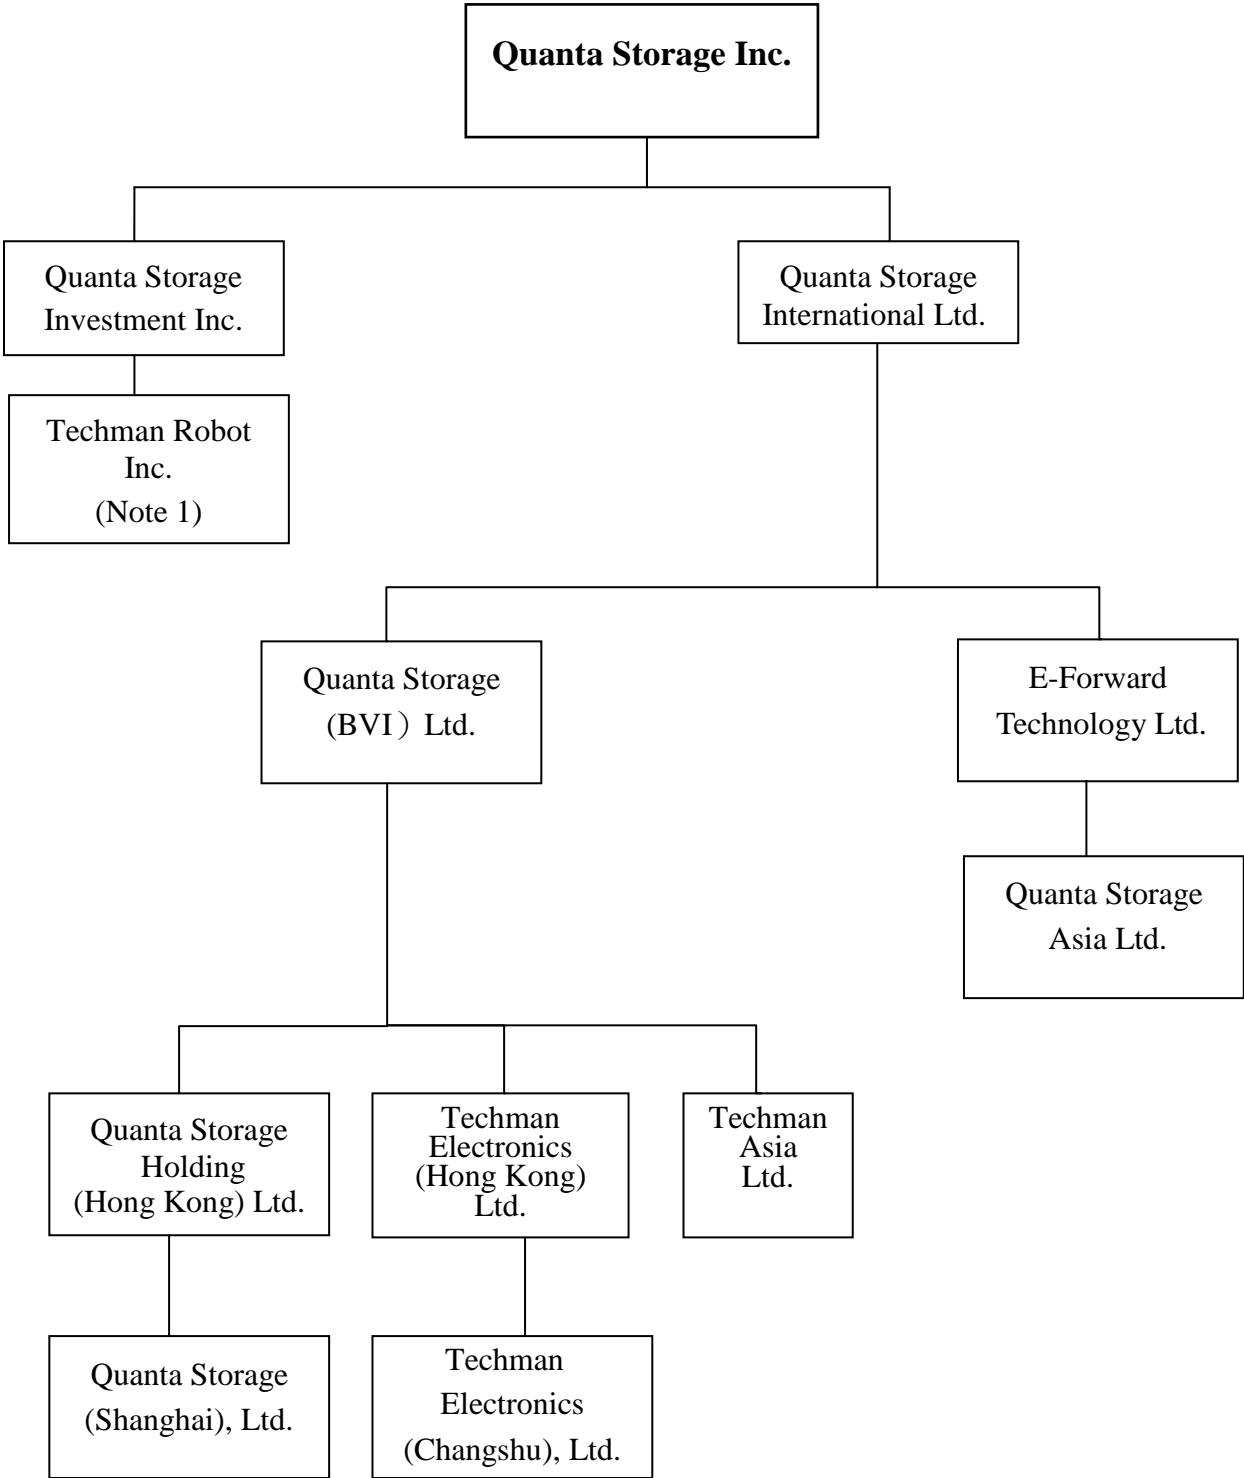 Quanta Storage Inc.
Quanta Storage
Investment Inc.
Quanta Storage
International Ltd.
Techman Robot
Inc.
(Note 1)
Quanta Storage
(BVI）Ltd.
E-Forward
Technology Ltd.
Quanta Storage
Asia Ltd.
Quanta Storage
Holding
(Hong Kong) Ltd.
Techman
Electronics
(Hong Kong)
Ltd.
Techman
Asia
Ltd.
Quanta Storage
(Shanghai), Ltd.
Techman
Electronics
(Changshu), Ltd.